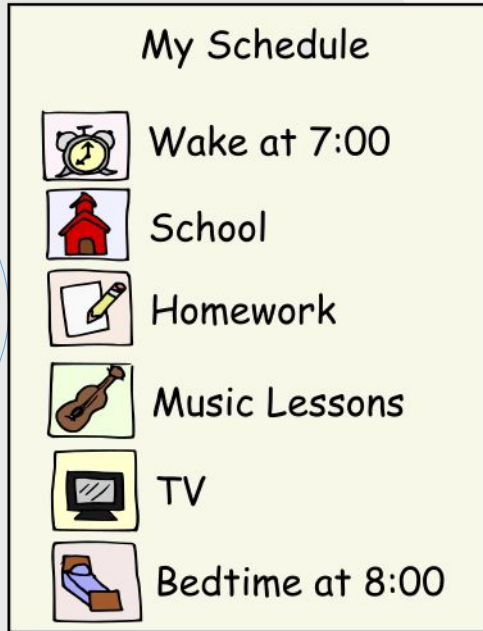 My Schedule
Wake at 7:00
School
Homework
Music Lessons
TV
Bedtime at 8:00